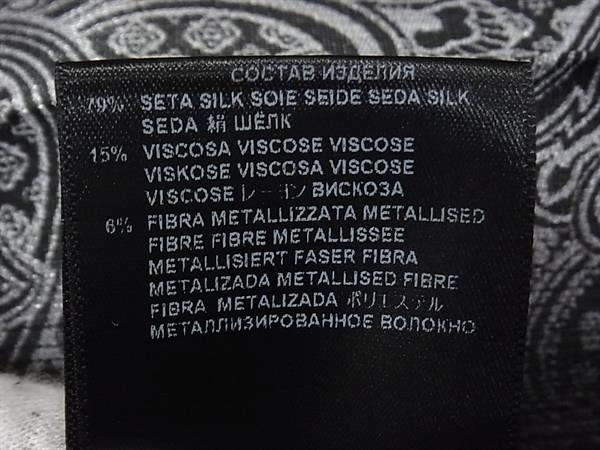 СОСТАВ ИЗДЕЛИЯ
79% SETA SILK SOIE SEIDE SEDA SILK
SEDA 絹 ШЁЛК
15% VISCOSA VISCOSE VISCOSE
VISKOSE VISCOSA VISCOSE
VISCOSE レーヨン ВИСКОЗА
6% FIBRA METALLIZZATA METALLISED
FIBRE FIBRE METALLISSEE
METALLISIERT FASER FIBRA
METALIZADA METALLISED FIBRE
FIBRA METALIZADA ポリエステル
МЕТАЛЛИЗИРОВАННОЕ ВОЛОКНО